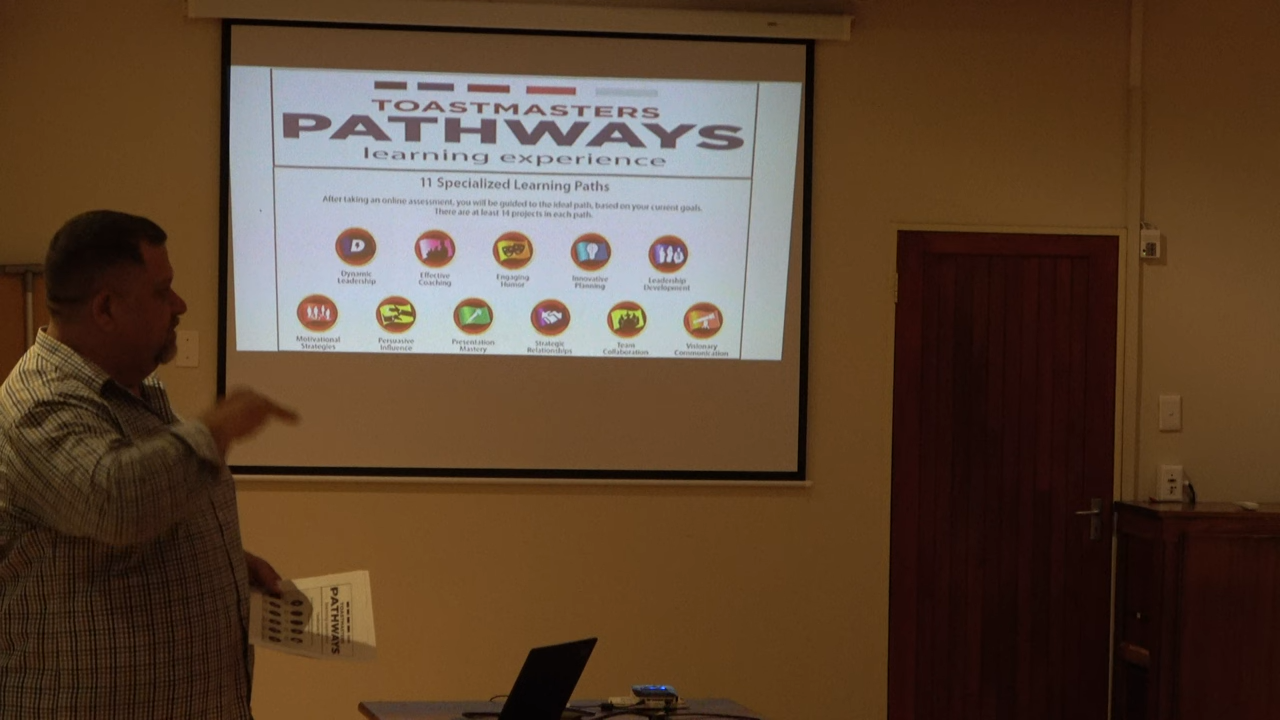 TOASTMASTERS
PATHWAYS
learning experience
11 Specialized Learning Paths
After taking an online assessment, you will be guided to the ideal path, based on your current goals.
There are at least 14 projects in each path.
Dynamic
Leadership
Effective
Coaching
Engaging
Humor
Innovative
Planning
Leadership
Development
Motivational
Strategies
Persuasive
Influence
Presentation
Mastery
Strategic
Relationships
Team
Collaboration
Visionary
Communication
PATHWAYS